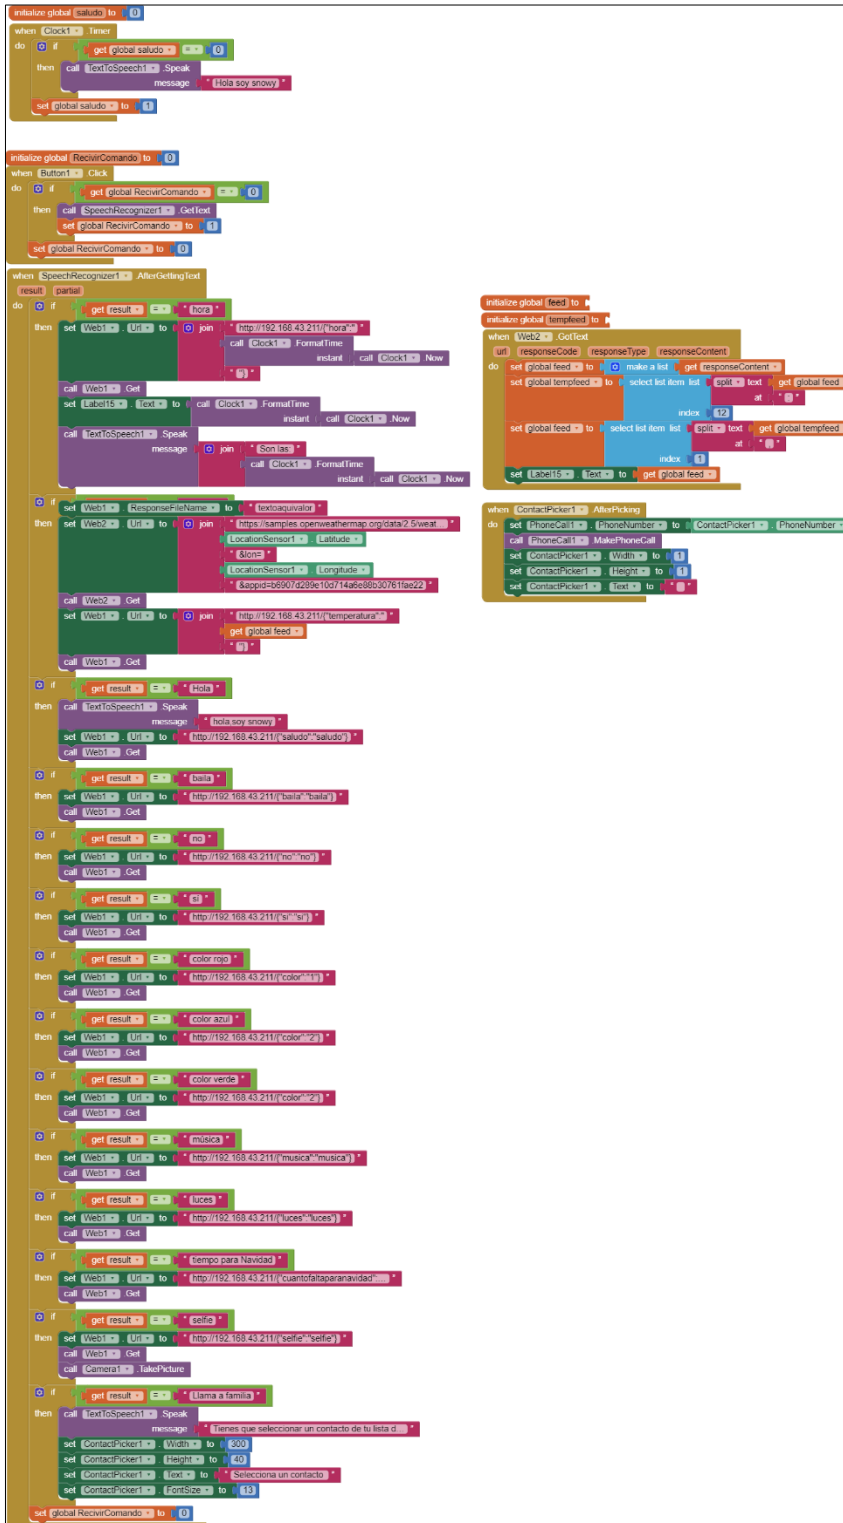 initialize global saludo to 0
when Clock1 .Timer
do if get global saludo = 0
then call TextToSpeech1 .Speak
message " Hola soy snowy "
set global saludo to 1
initialize global RecivirComando to 0
when Button1 .Click
do if get global RecivirComando = 0
then call SpeechRecognizer1 .GetText
set global RecivirComando to 1
set global RecivirComando to 0
when SpeechRecognizer1 .AfterGettingText
result partial
do if get result = " hora "
then set Web1 . Url to join " http://192.168.43.211/{"hora":" "
call Clock1 .FormatTime
instant call Clock1 .Now
" "} "
call Web1 .Get
set Label15 . Text to call Clock1 .FormatTime
instant call Clock1 .Now
call TextToSpeech1 .Speak
message join " Son las: "
call Clock1 .FormatTime
instant call Clock1 .Now
if set Web1 . ResponseFileName to " textoaquivalor "
then set Web2 . Url to join " https://samples.openweathermap.org/data/2.5/weat... "
LocationSensor1 . Latitude
" &lon= "
LocationSensor1 . Longitude
" &appid=b6907d289e10d714a6e88b30761fae22 "
call Web2 .Get
set Web1 . Url to join " http://192.168.43.211/{"temperatura":" "
get global feed
" "} "
call Web1 .Get
if get result = " Hola "
then call TextToSpeech1 .Speak
message " hola,soy snowy "
set Web1 . Url to " http://192.168.43.211/{"saludo":"saludo"} "
call Web1 .Get
if get result = " baila "
then set Web1 . Url to " http://192.168.43.211/{"baila":"baila"} "
call Web1 .Get
if get result = " no "
then set Web1 . Url to " http://192.168.43.211/{"no":"no"} "
call Web1 .Get
if get result = " si "
then set Web1 . Url to " http://192.168.43.211/{"si":"si"} "
call Web1 .Get
if get result = " color rojo "
then set Web1 . Url to " http://192.168.43.211/{"color":"1"} "
call Web1 .Get
if get result = " color azul "
then set Web1 . Url to " http://192.168.43.211/{"color":"2"} "
call Web1 .Get
if get result = " color verde "
then set Web1 . Url to " http://192.168.43.211/{"color":"2"} "
call Web1 .Get
if get result = " música "
then set Web1 . Url to " http://192.168.43.211/{"musica":"musica"} "
call Web1 .Get
if get result = " luces "
then set Web1 . Url to " http://192.168.43.211/{"luces":"luces"} "
call Web1 .Get
if get result = " tiempo para Navidad "
then set Web1 . Url to " http://192.168.43.211/{"cuantofaltaparanavidad":... "
call Web1 .Get
if get result = " selfie "
then set Web1 . Url to " http://192.168.43.211/{"selfie":"selfie"} "
call Web1 .Get
call Camera1 .TakePicture
if get result = " Llama a familia "
then call TextToSpeech1 .Speak
message " Tienes que seleccionar un contacto de tu lista d... "
set ContactPicker1 . Width to 300
set ContactPicker1 . Height to 40
set ContactPicker1 . Text to " Selecciona un contacto "
set ContactPicker1 . FontSize to 13
set global RecivirComando to 0
initialize global feed to
initialize global tempfeed to
when Web2 .GotText
url responseCode responseType responseContent
do set global feed to make a list get responseContent
set global tempfeed to select list item list split text get global feed
at
index 12
set global feed to select list item list split text get global tempfeed
at
index 1
set Label15 . Text to get global feed
when ContactPicker1 .AfterPicking
do set PhoneCall1 . PhoneNumber to ContactPicker1 . PhoneNumber
call PhoneCall1 .MakePhoneCall
set ContactPicker1 . Width to 1
set ContactPicker1 . Height to 1
set ContactPicker1 . Text to " "